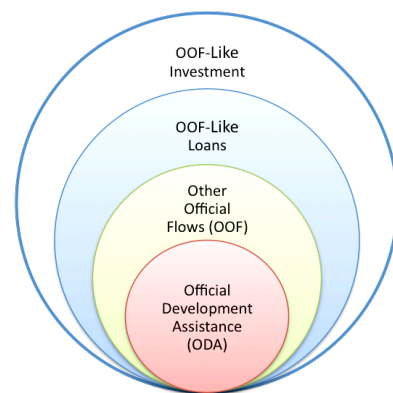 OOF-Like
Investment
OOF-Like
Loans
Other
Official
Flows (OOF)
Official
Development
Assistance
(ODA)